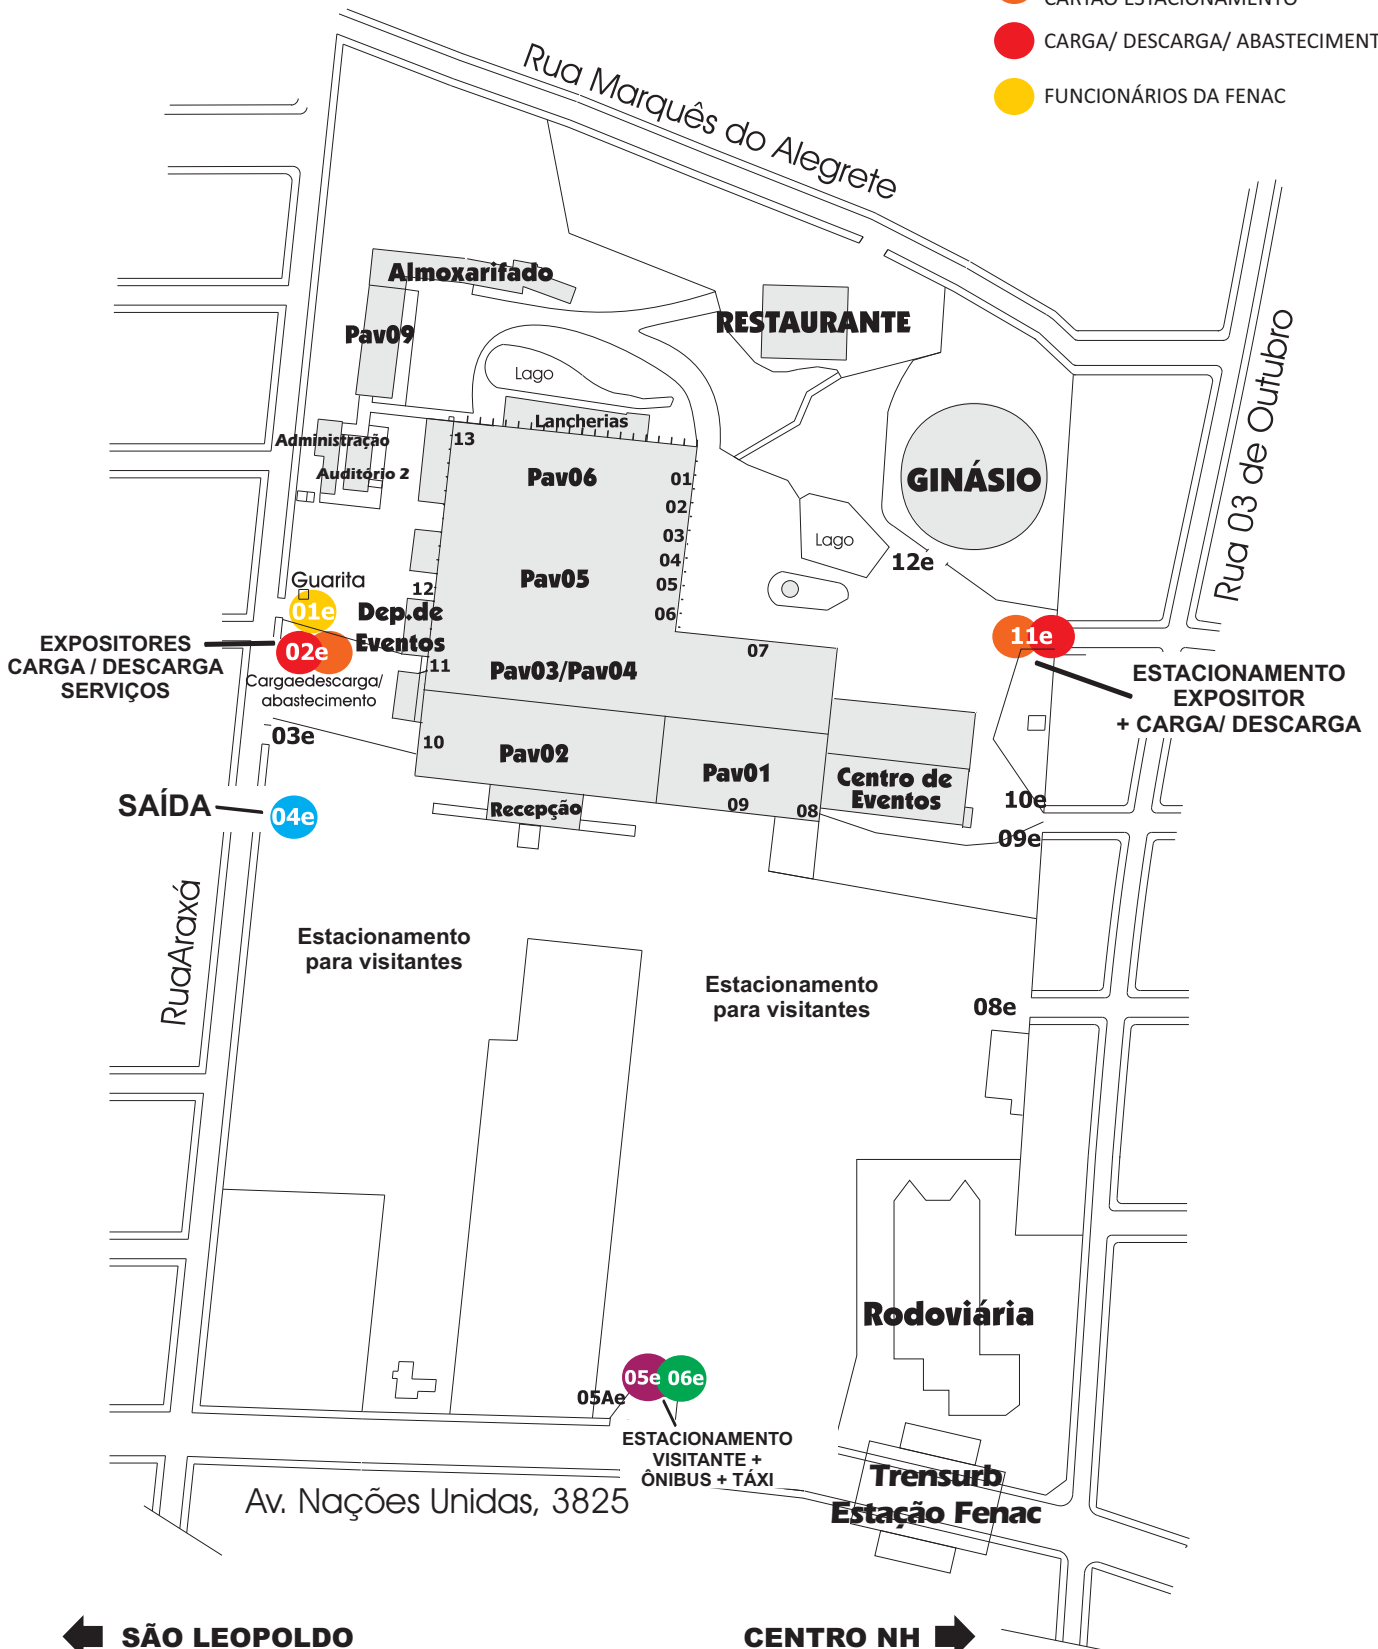 CARTÃO ESTACIONAMENTO
CARGA/ DESCARGA/ ABASTECIMENT
FUNCIONÁRIOS DA FENAC
Rua Marquês do Alegrete
Rua 03 de Outubro
Almoxarifado
Pav09
RESTAURANTE
Lago
Lancherias
Administração
Auditório 2
13
Pav06
01
02
03
04
05
06
GINÁSIO
Lago
12e
Pav05
12
Guarita
01e
Dep.de
Eventos
EXPOSITORES
CARGA / DESCARGA
SERVIÇOS
02e
Cargaedescarga/
abastecimento
11
Pav03/Pav04
07
11e
ESTACIONAMENTO
EXPOSITOR
+ CARGA/ DESCARGA
03e
10
Pav02
Pav01
09
08
Centro de
Eventos
10e
09e
SAÍDA
04e
Recepção
RuaAraxá
Estacionamento
para visitantes
Estacionamento
para visitantes
08e
Rodoviária
05Ae
05e
06e
ESTACIONAMENTO
VISITANTE +
ÔNIBUS + TÁXI
Trensurb
Estação Fenac
Av. Nações Unidas, 3825
SÃO LEOPOLDO
CENTRO NH